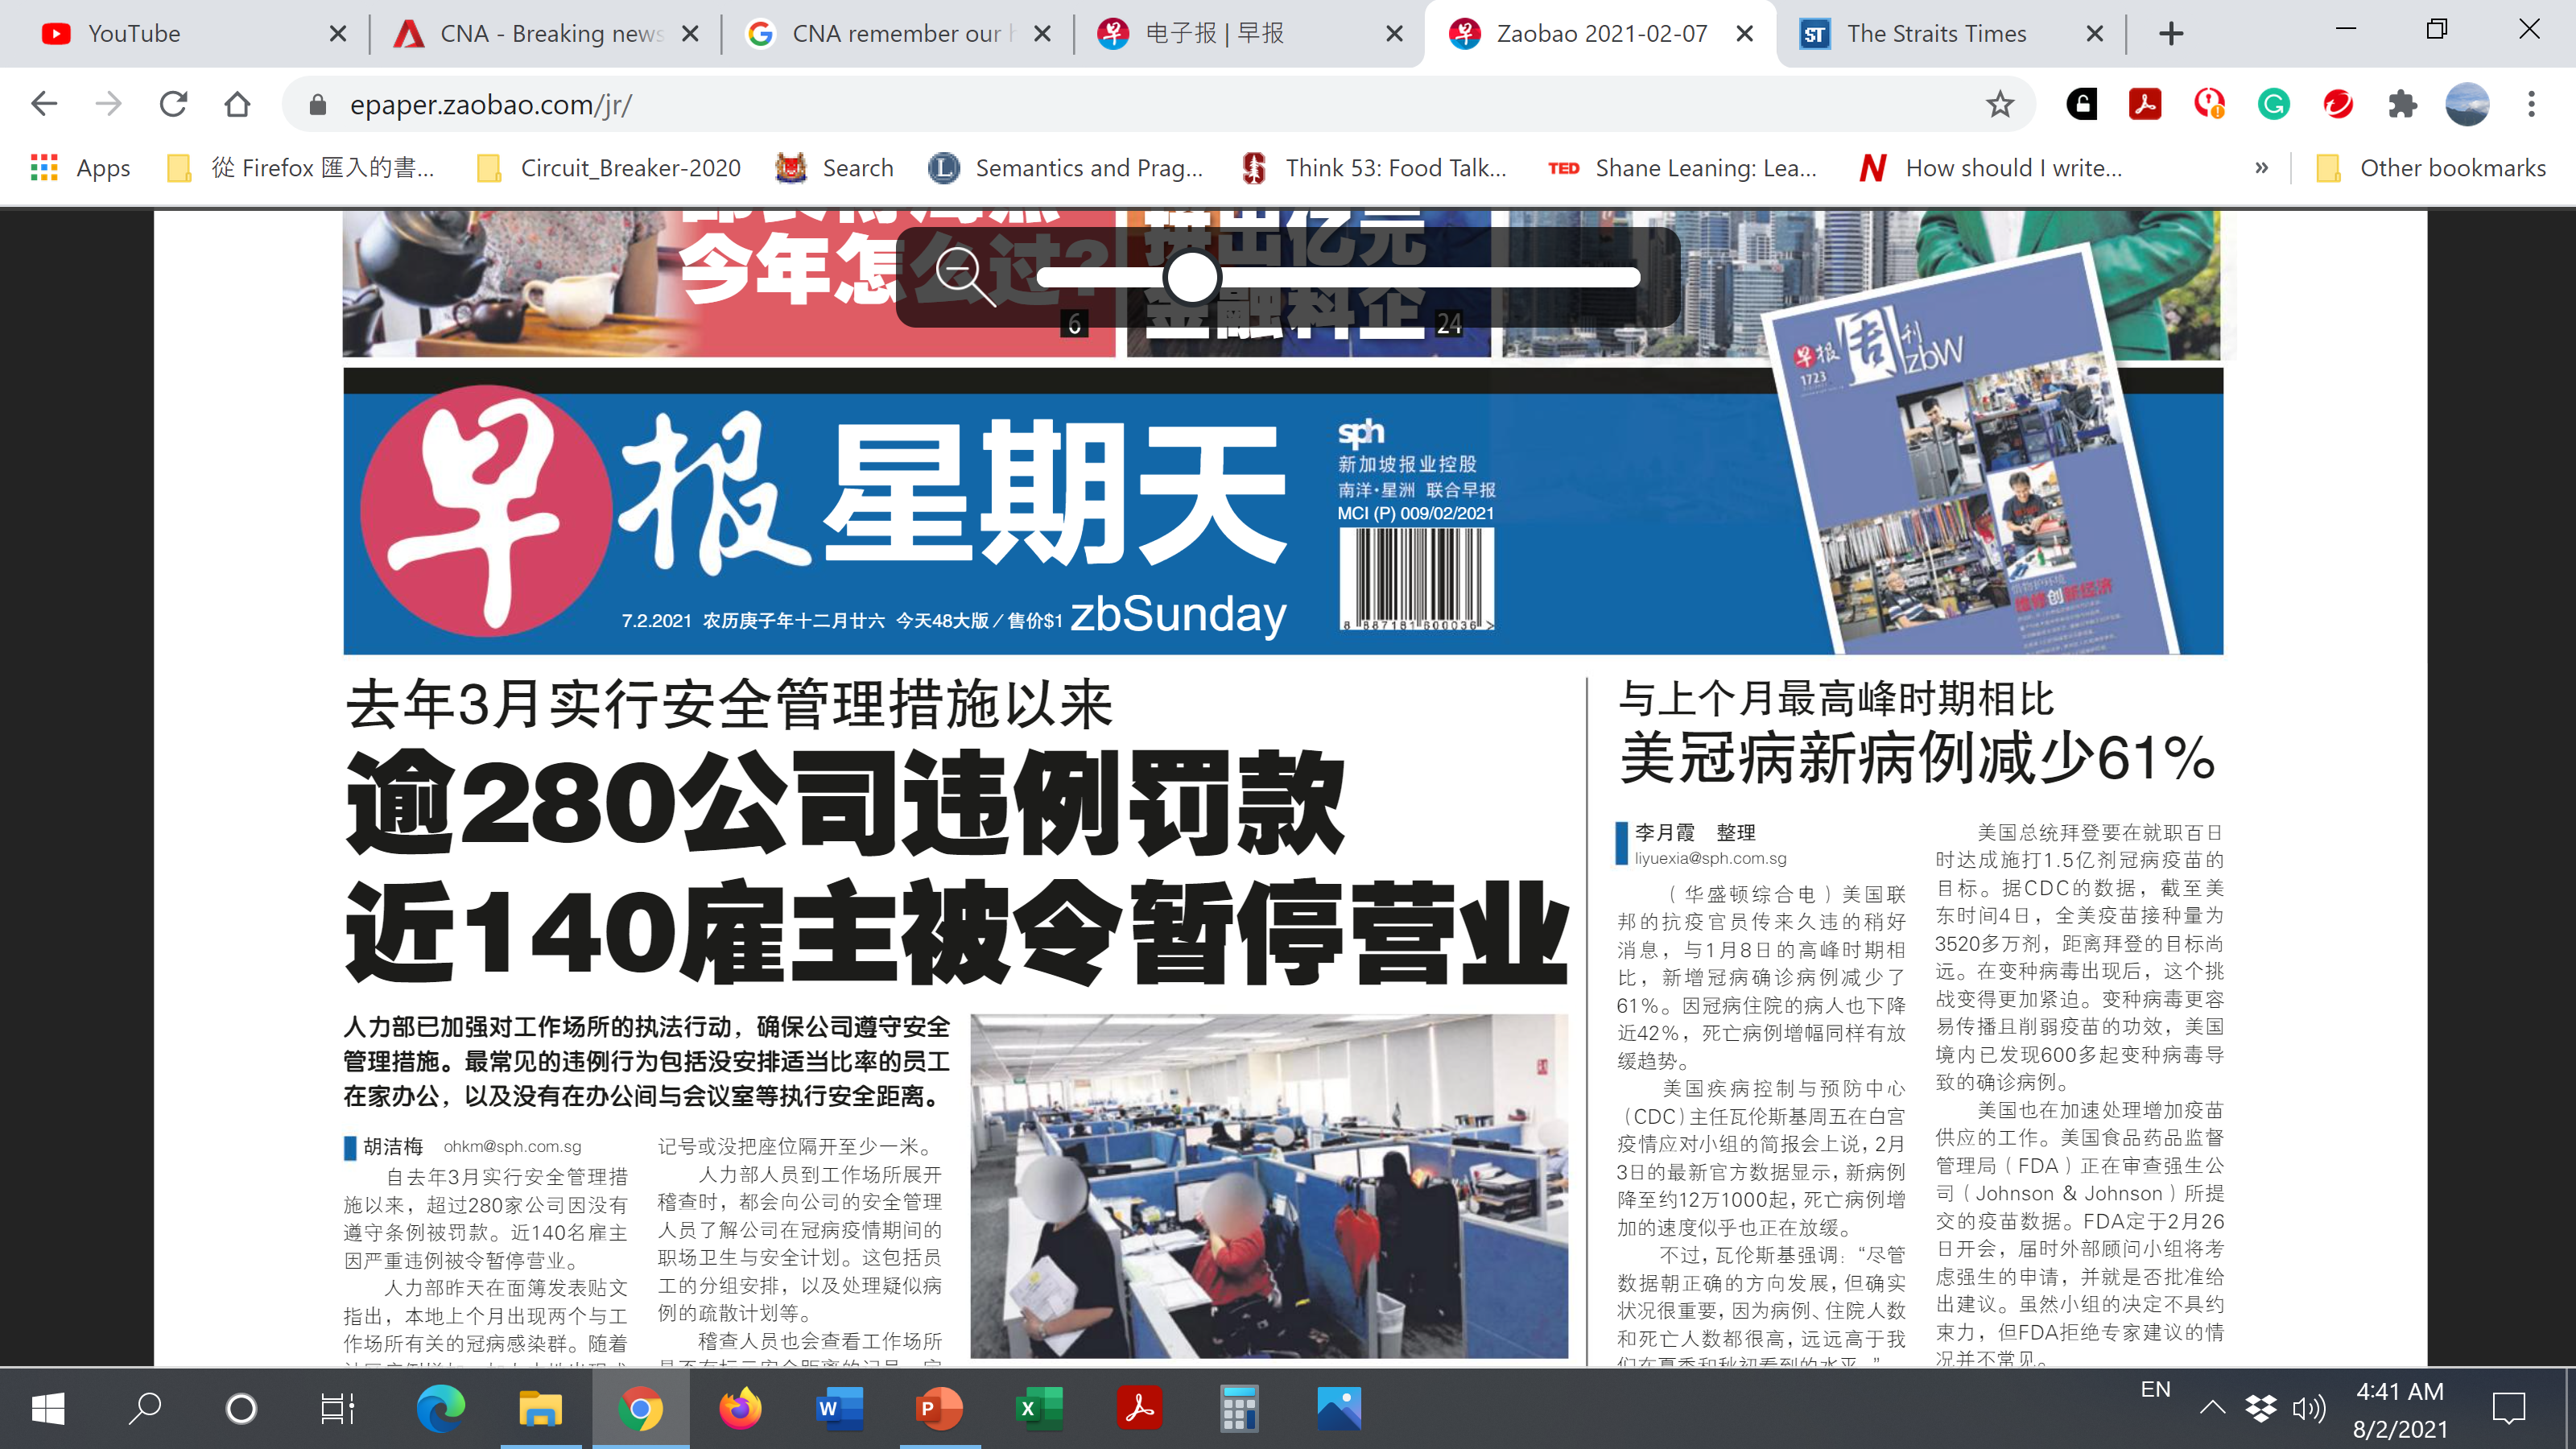 YouTube
CNA - Breaking news
CNA remember our h
电子报 | 早报
Zaobao 2021-02-07
The Straits Times
epaper.zaobao.com/jr/
Apps
從 Firefox 匯入的書...
Circuit_Breaker-2020
Search
Semantics and Prag...
Think 53: Food Talk...
TED Shane Leaning: Lea...
How should I write...
»
Other bookmarks
今年怎么过?
6
拼出亿元
金融科企
24
早报周刊
zbW
1723
维修创新经济
早报星期天
zbSunday
7.2.2021 农历庚子年十二月廿六 今天48大版／售价$1
sph
新加坡报业控股
南洋·星洲 联合早报
MCI (P) 009/02/2021
8 887181 600036 >
去年3月实行安全管理措施以来
逾280公司违例罚款
近140雇主被令暂停营业
人力部已加强对工作场所的执法行动，确保公司遵守安全
管理措施。最常见的违例行为包括没安排适当比率的员工
在家办公，以及没有在办公间与会议室等执行安全距离。
胡洁梅 ohkm@sph.com.sg
自去年3月实行安全管理措
施以来，超过280家公司因没有
遵守条例被罚款。近140名雇主
因严重违例被令暂停营业。
人力部昨天在面簿发表贴文
指出，本地上个月出现两个与工
作场所有关的冠病感染群。随着
记号或没把座位隔开至少一米。
人力部人员到工作场所展开
稽查时，都会向公司的安全管理
人员了解公司在冠病疫情期间的
职场卫生与安全计划。这包括员
工的分组安排，以及处理疑似病
例的疏散计划等。
稽查人员也会查看工作场所
与上个月最高峰时期相比
美冠病新病例减少61%
李月霞 整理
liyuexia@sph.com.sg
（华盛顿综合电）美国联
邦的抗疫官员传来久违的稍好
消息，与1月8日的高峰时期相
比，新增冠病确诊病例减少了
61%。因冠病住院的病人也下降
近42%，死亡病例增幅同样有放
缓趋势。
美国疾病控制与预防中心
（CDC）主任瓦伦斯基周五在白宫
疫情应对小组的简报会上说，2月
3日的最新官方数据显示，新病例
降至约12万1000起，死亡病例增
加的速度似乎也正在放缓。
不过，瓦伦斯基强调：“尽管
数据朝正确的方向发展，但确实
状况很重要，因为病例、住院人数
和死亡人数都很高，远远高于我
们在夏季和秋初看到的水平。”
美国总统拜登要在就职百日
时达成施打1.5亿剂冠病疫苗的
目标。据CDC的数据，截至美
东时间4日，全美疫苗接种量为
3520多万剂，距离拜登的目标尚
远。在变种病毒出现后，这个挑
战变得更加紧迫。变种病毒更容
易传播且削弱疫苗的功效，美国
境内已发现600多起变种病毒导
致的确诊病例。
美国也在加速处理增加疫苗
供应的工作。美国食品药品监督
管理局（FDA）正在审查强生公
司（Johnson & Johnson）所提
交的疫苗数据。FDA定于2月26
日开会，届时外部顾问小组将考
虑强生的申请，并就是否批准给
出建议。虽然小组的决定不具约
束力，但FDA拒绝专家建议的情
况并不常见。
EN
4:41 AM
8/2/2021